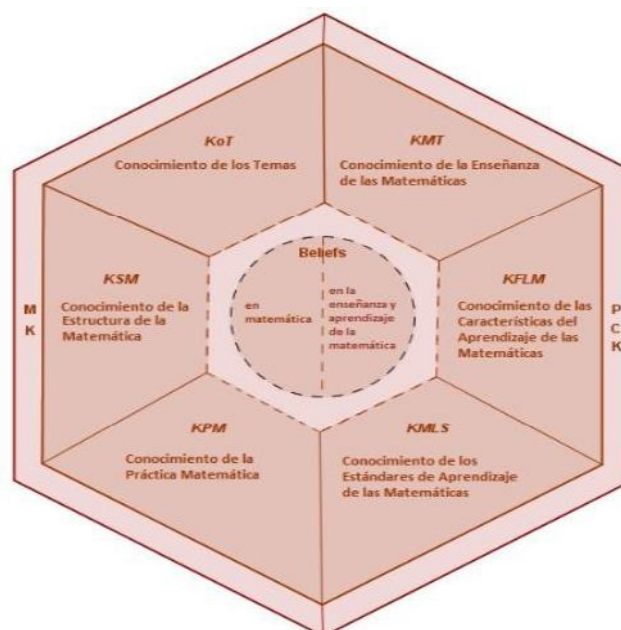 KoT
Conocimiento de los Temas
KMT
Conocimiento de la Enseñanza
de las Matemáticas
KSM
Conocimiento de la
Estructura de la
Matemática
M
K
Beliefs
en
matemática
en la
enseñanza y
aprendizaje
de la
matemática
KFLM
Conocimiento de las
Características del
Aprendizaje de las
Matemáticas
P
C
K
KPM
Conocimiento de la
Práctica Matemática
KMLS
Conocimiento de los
Estándares de Aprendizaje
de las Matemáticas